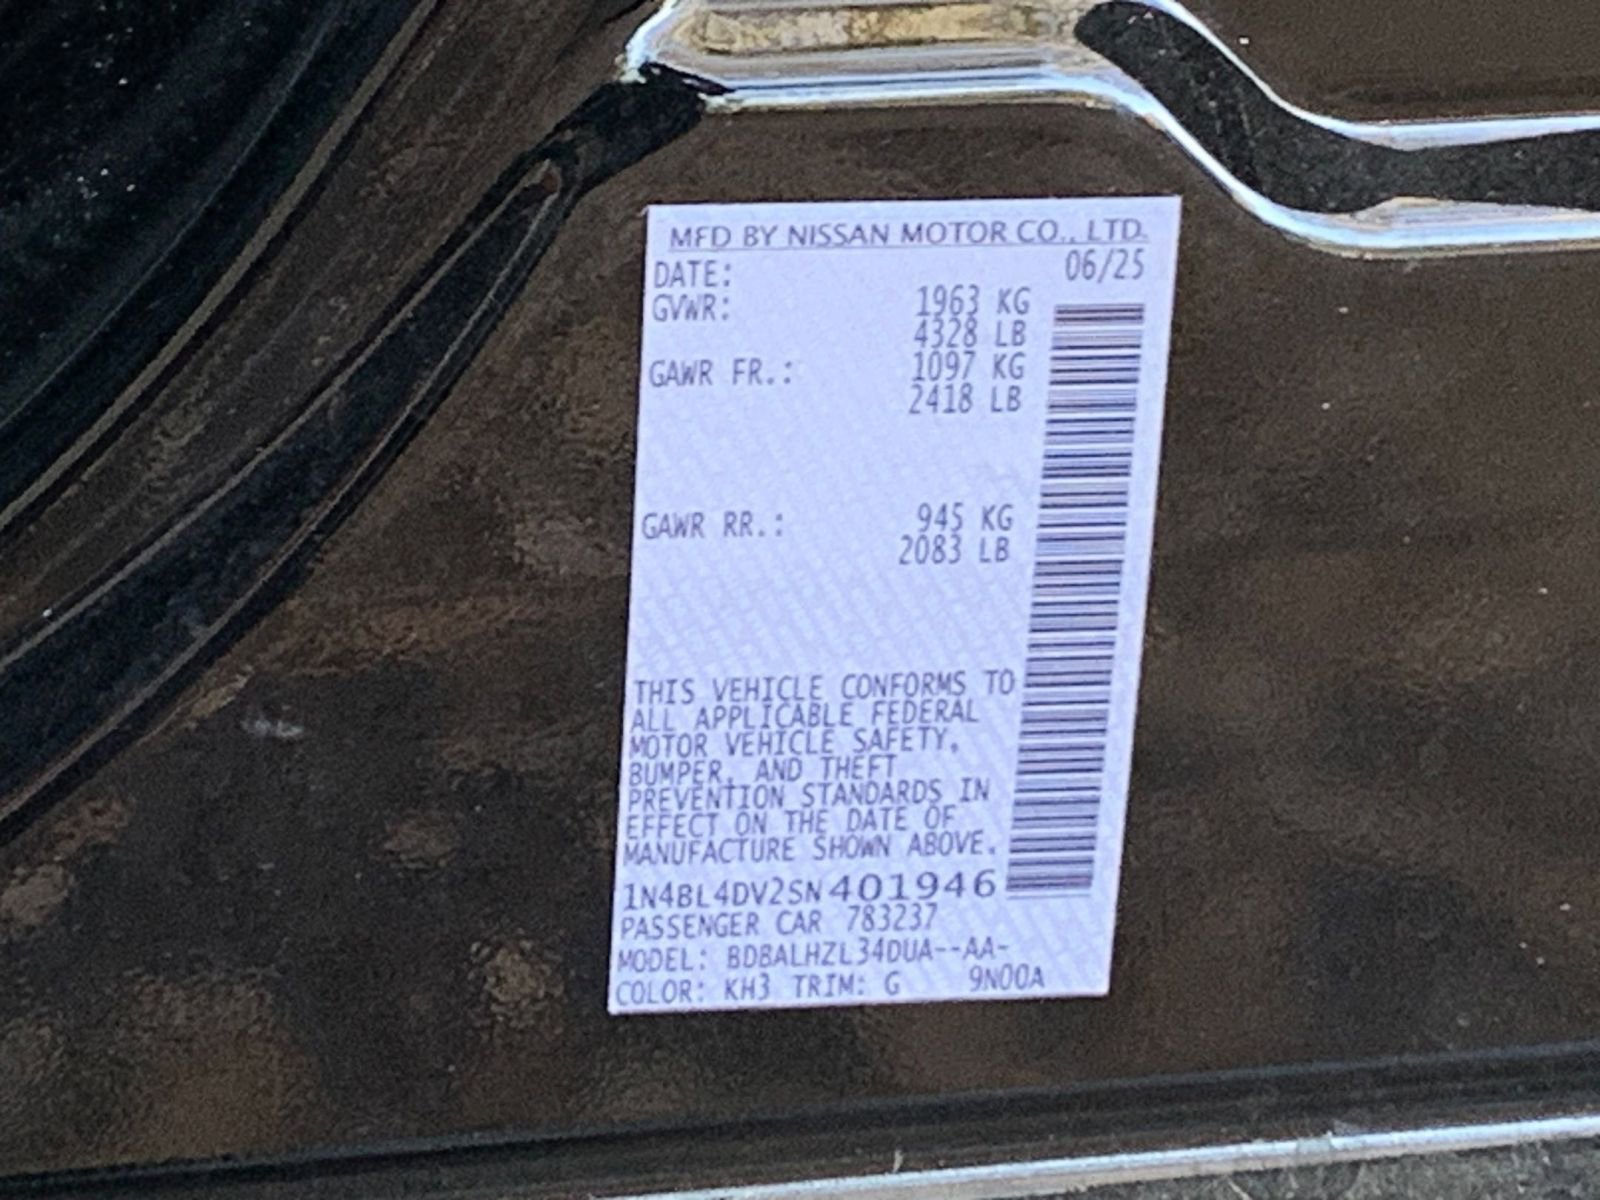 MFD BY NISSAN MOTOR CO., LTD.
DATE: 06/25
GVWR: 1963 KG
4328 LB
GAWR FR.: 1097 KG
2418 LB
GAWR RR.: 945 KG
2083 LB
THIS VEHICLE CONFORMS TO
ALL APPLICABLE FEDERAL
MOTOR VEHICLE SAFETY,
BUMPER, AND THEFT
PREVENTION STANDARDS IN
EFFECT ON THE DATE OF
MANUFACTURE SHOWN ABOVE.
1N4BL4DV2SN401946
PASSENGER CAR 783237
MODEL: BDBALHZL34DUA--AA-
COLOR: KH3 TRIM: G 9N00A